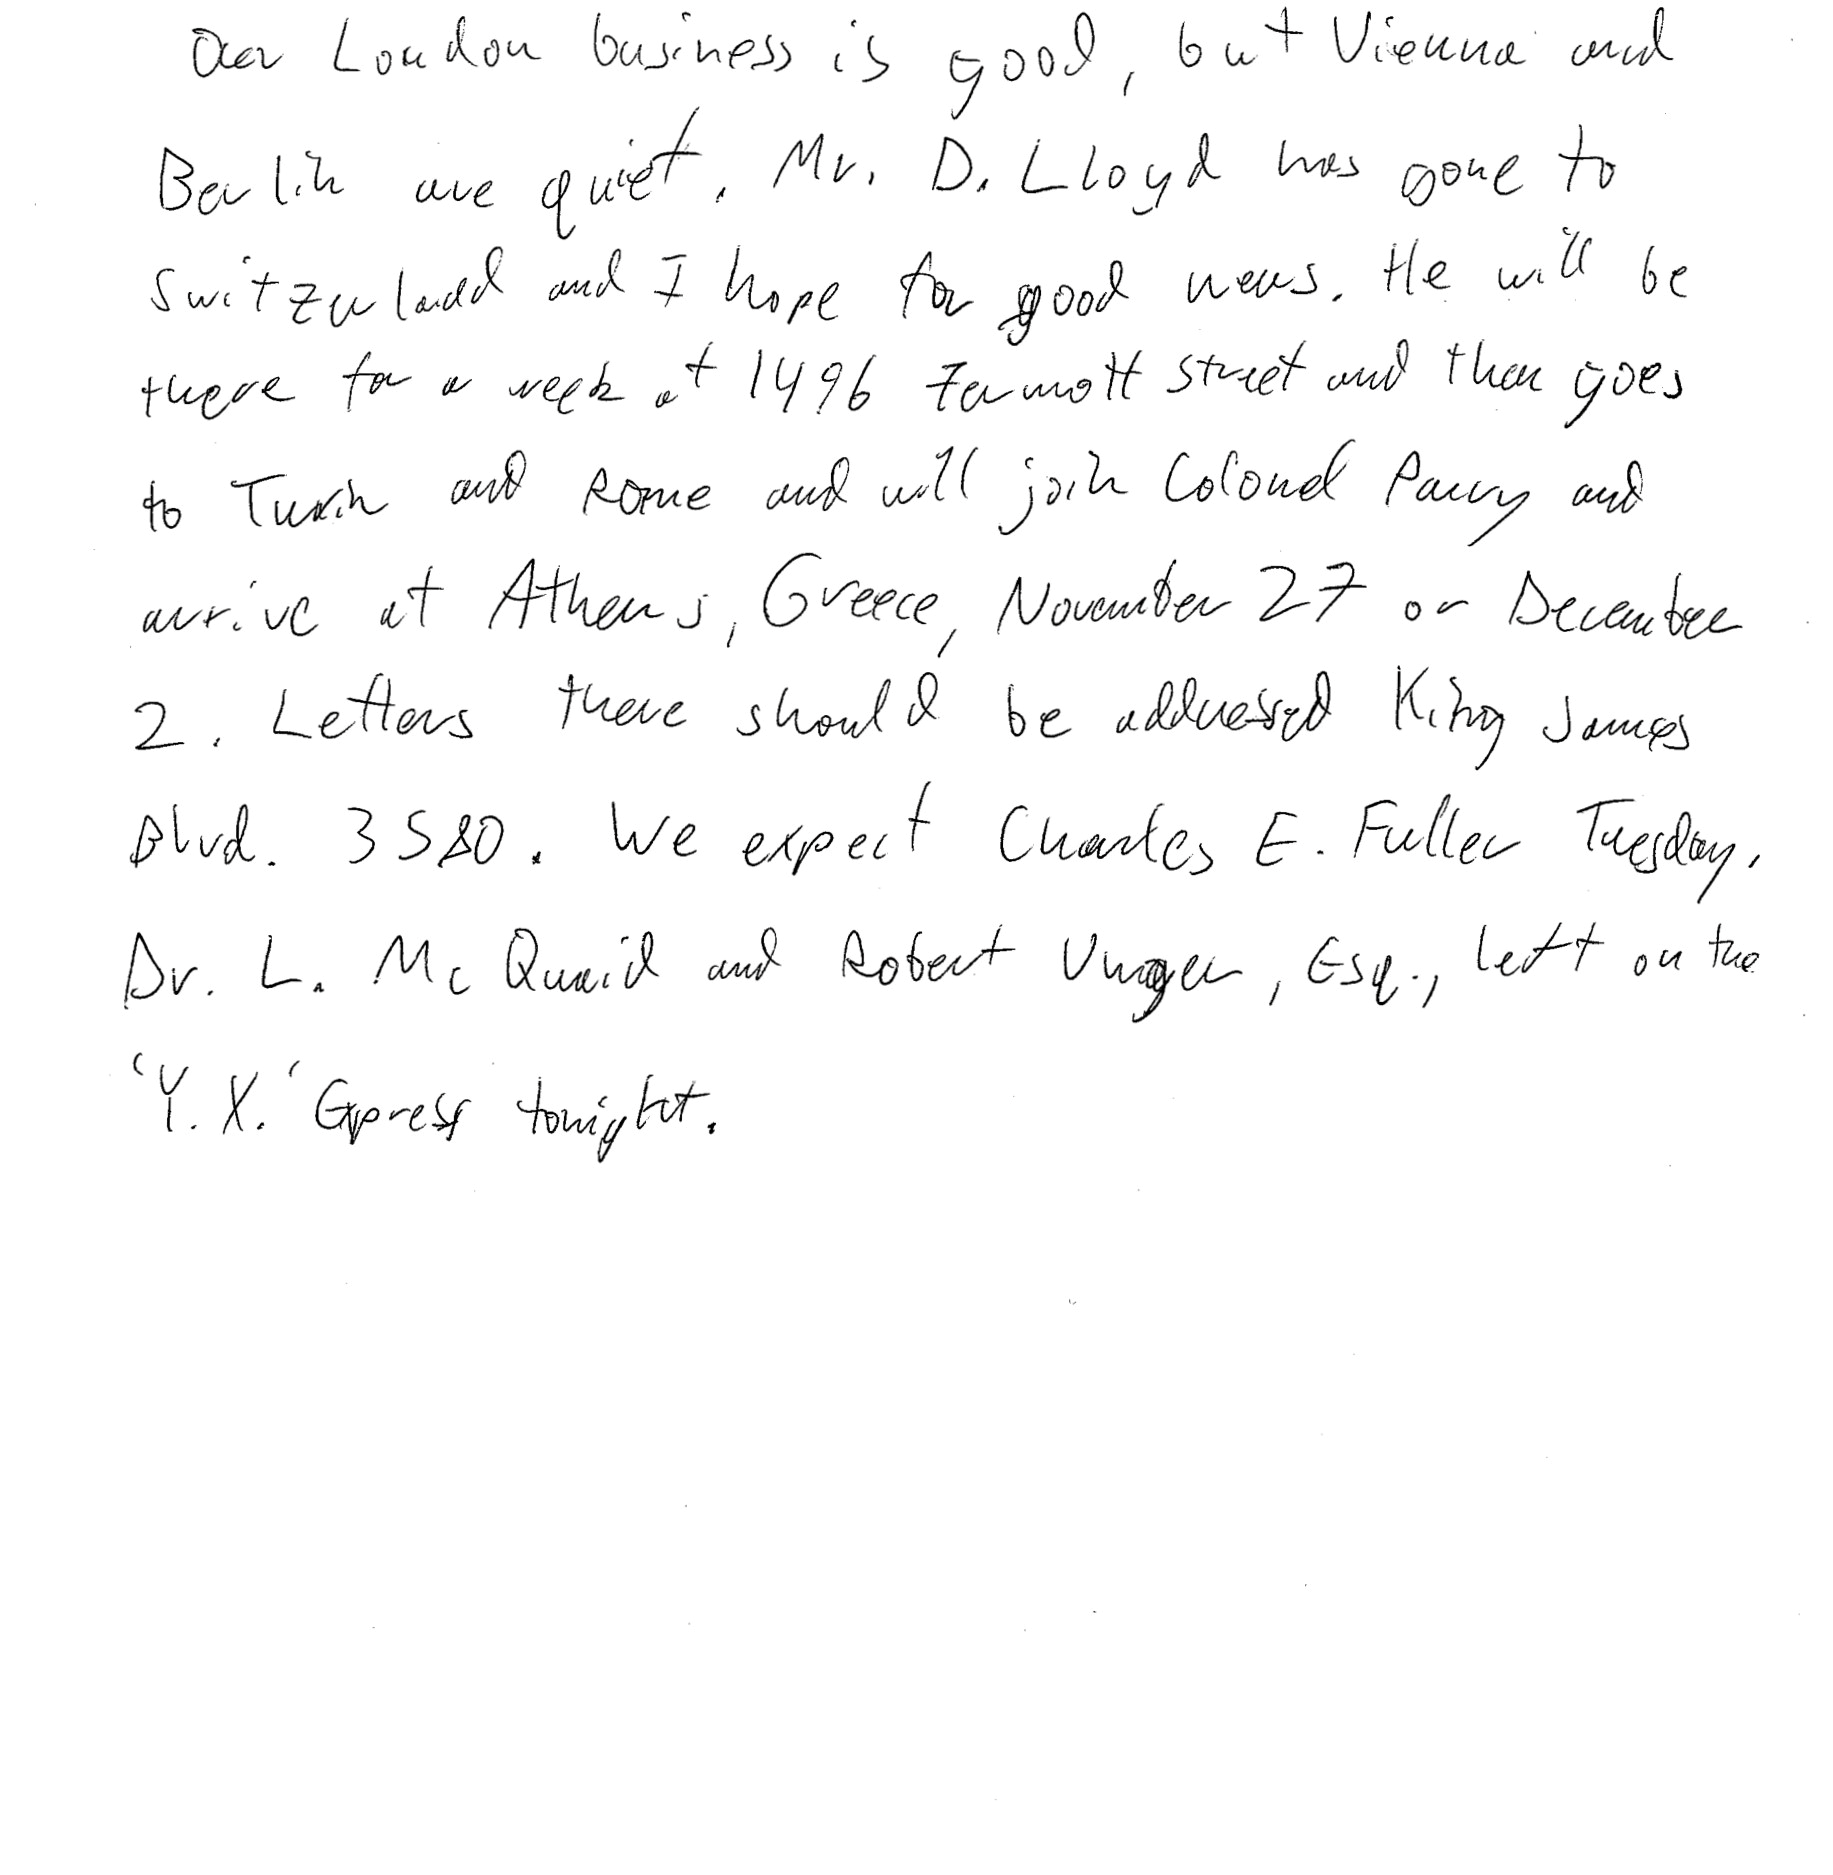 Our London business is good, but Vienna and
Berlin are quiet. Mr. D. Lloyd has gone to
Switzerland and I hope for good news. He will be
there for a week at 1496 Zermott Street and then goes
to Turin and Rome and will join Colonel Parry and
arrive at Athens, Greece, November 27 or December
2. Letters there should be addressed King James
Blvd. 3580. We expect Charles E. Fuller Tuesday.
Dr. L. Mc Quaid and Robert Unger, Esq., left on the
'Y. X.' Express tonight.